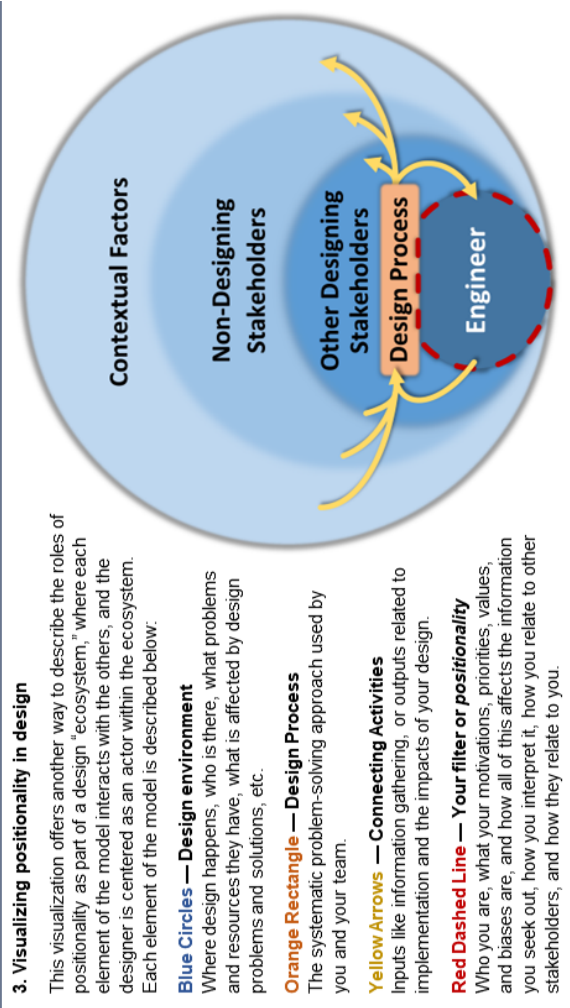 3. Visualizing positionality in design
This visualization offers another way to describe the roles of
positionality as part of a design “ecosystem,” where each
element of the model interacts with the others, and the
designer is centered as an actor within the ecosystem.
Each element of the model is described below:
Blue Circles — Design environment
Where design happens, who is there, what problems
and resources they have, what is affected by design
problems and solutions, etc.
Orange Rectangle — Design Process
The systematic problem-solving approach used by
you and your team.
Yellow Arrows — Connecting Activities
Inputs like information gathering, or outputs related to
implementation and the impacts of your design.
Red Dashed Line — Your filter or positionality
Who you are, what your motivations, priorities, values,
and biases are, and how all of this affects the information
you seek out, how you interpret it, how you relate to other
stakeholders, and how they relate to you.
Contextual Factors
Non-Designing
Stakeholders
Other Designing
Stakeholders
Design Process
Engineer